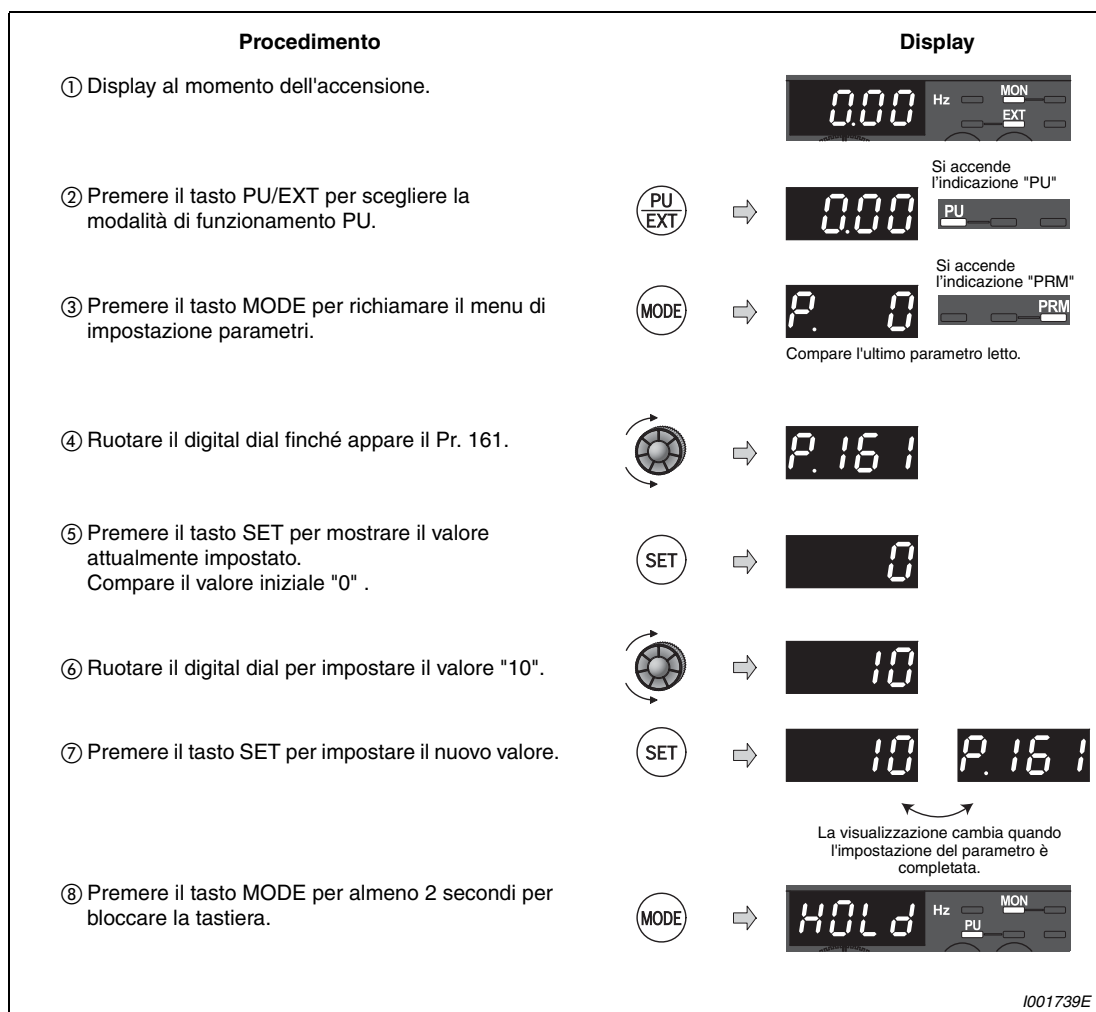 Procedimento Display
① Display al momento dell'accensione.
0.00 Hz MON
EXT
② Premere il tasto PU/EXT per scegliere la
modalità di funzionamento PU.
PU
EXT
0.00
Si accende
l'indicazione "PU"
PU
③ Premere il tasto MODE per richiamare il menu di
impostazione parametri.
MODE
P. 0
Si accende
l'indicazione "PRM"
PRM
Compare l'ultimo parametro letto.
④ Ruotare il digital dial finché appare il Pr. 161.
P. 161
⑤ Premere il tasto SET per mostrare il valore
attualmente impostato.
Compare il valore iniziale "0" .
SET
0
⑥ Ruotare il digital dial per impostare il valore "10".
10
⑦ Premere il tasto SET per impostare il nuovo valore.
SET
10 P. 161
La visualizzazione cambia quando
l'impostazione del parametro è
completata.
⑧ Premere il tasto MODE per almeno 2 secondi per
bloccare la tastiera.
MODE
HOLd Hz MON
PU
I001739E